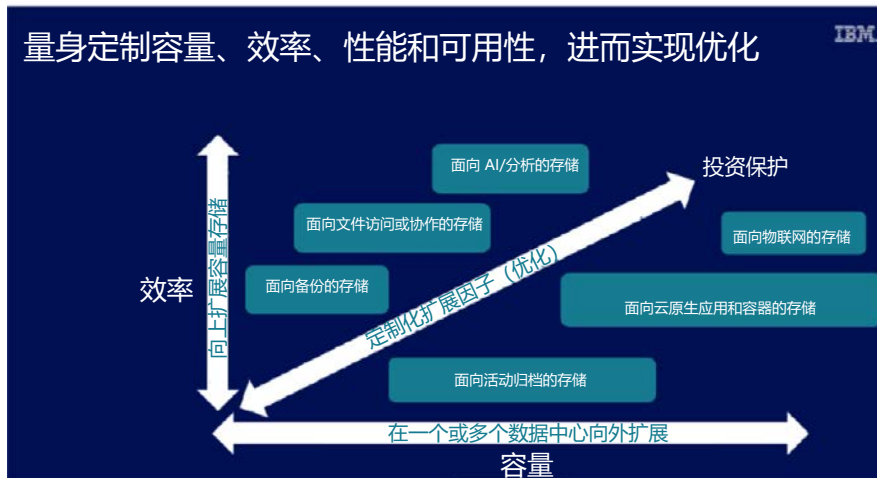 量身定制容量、效率、性能和可用性，进而实现优化
IBM
面向 AI/分析的存储
投资保护
面向文件访问或协作的存储
面向物联网的存储
效率
向上扩展容量存储
面向备份的存储
定制化扩展因子（优化）
面向云原生应用和容器的存储
面向活动归档的存储
在一个或多个数据中心向外扩展
容量